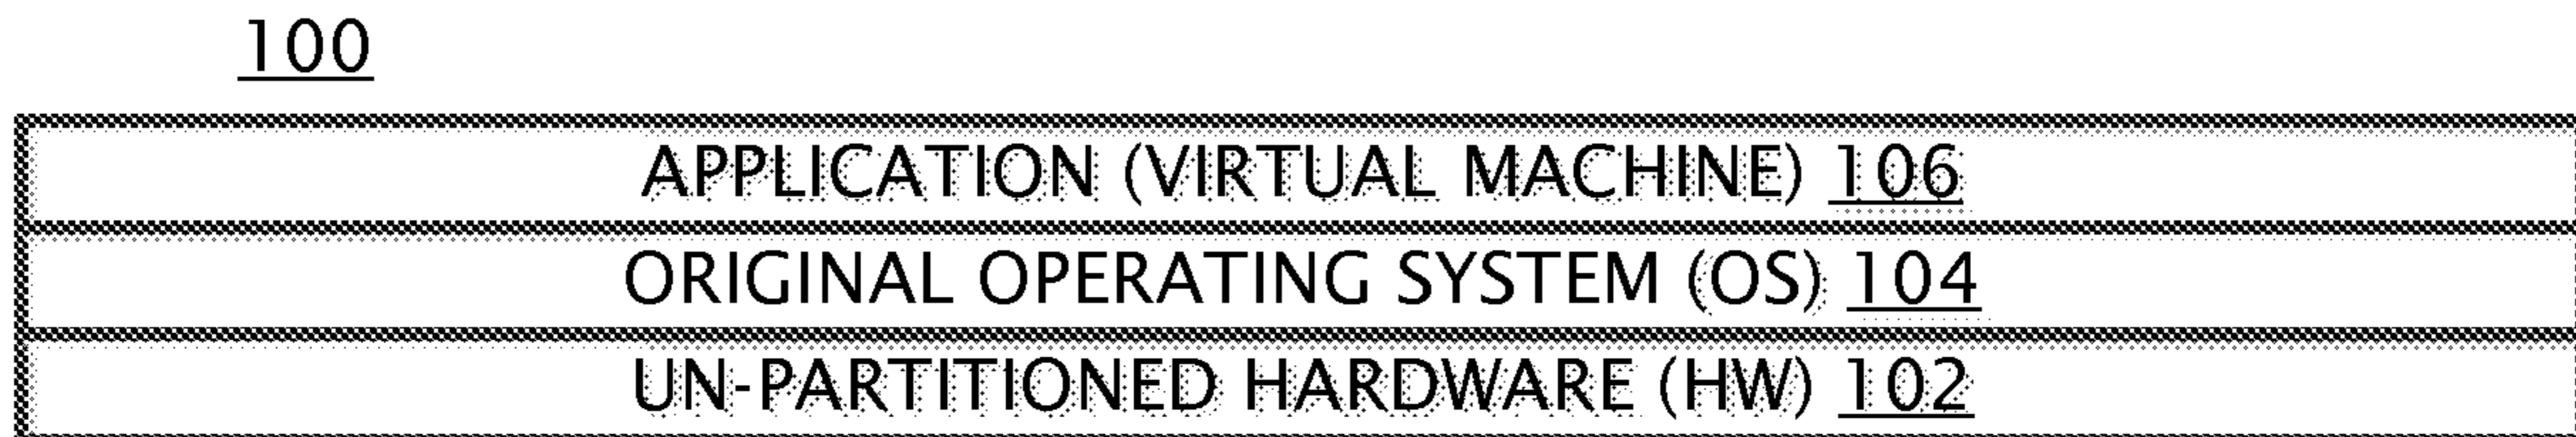 100
APPLICATION (VIRTUAL MACHINE) 106
ORIGINAL OPERATING SYSTEM (OS) 104
UN-PARTITIONED HARDWARE (HW) 102